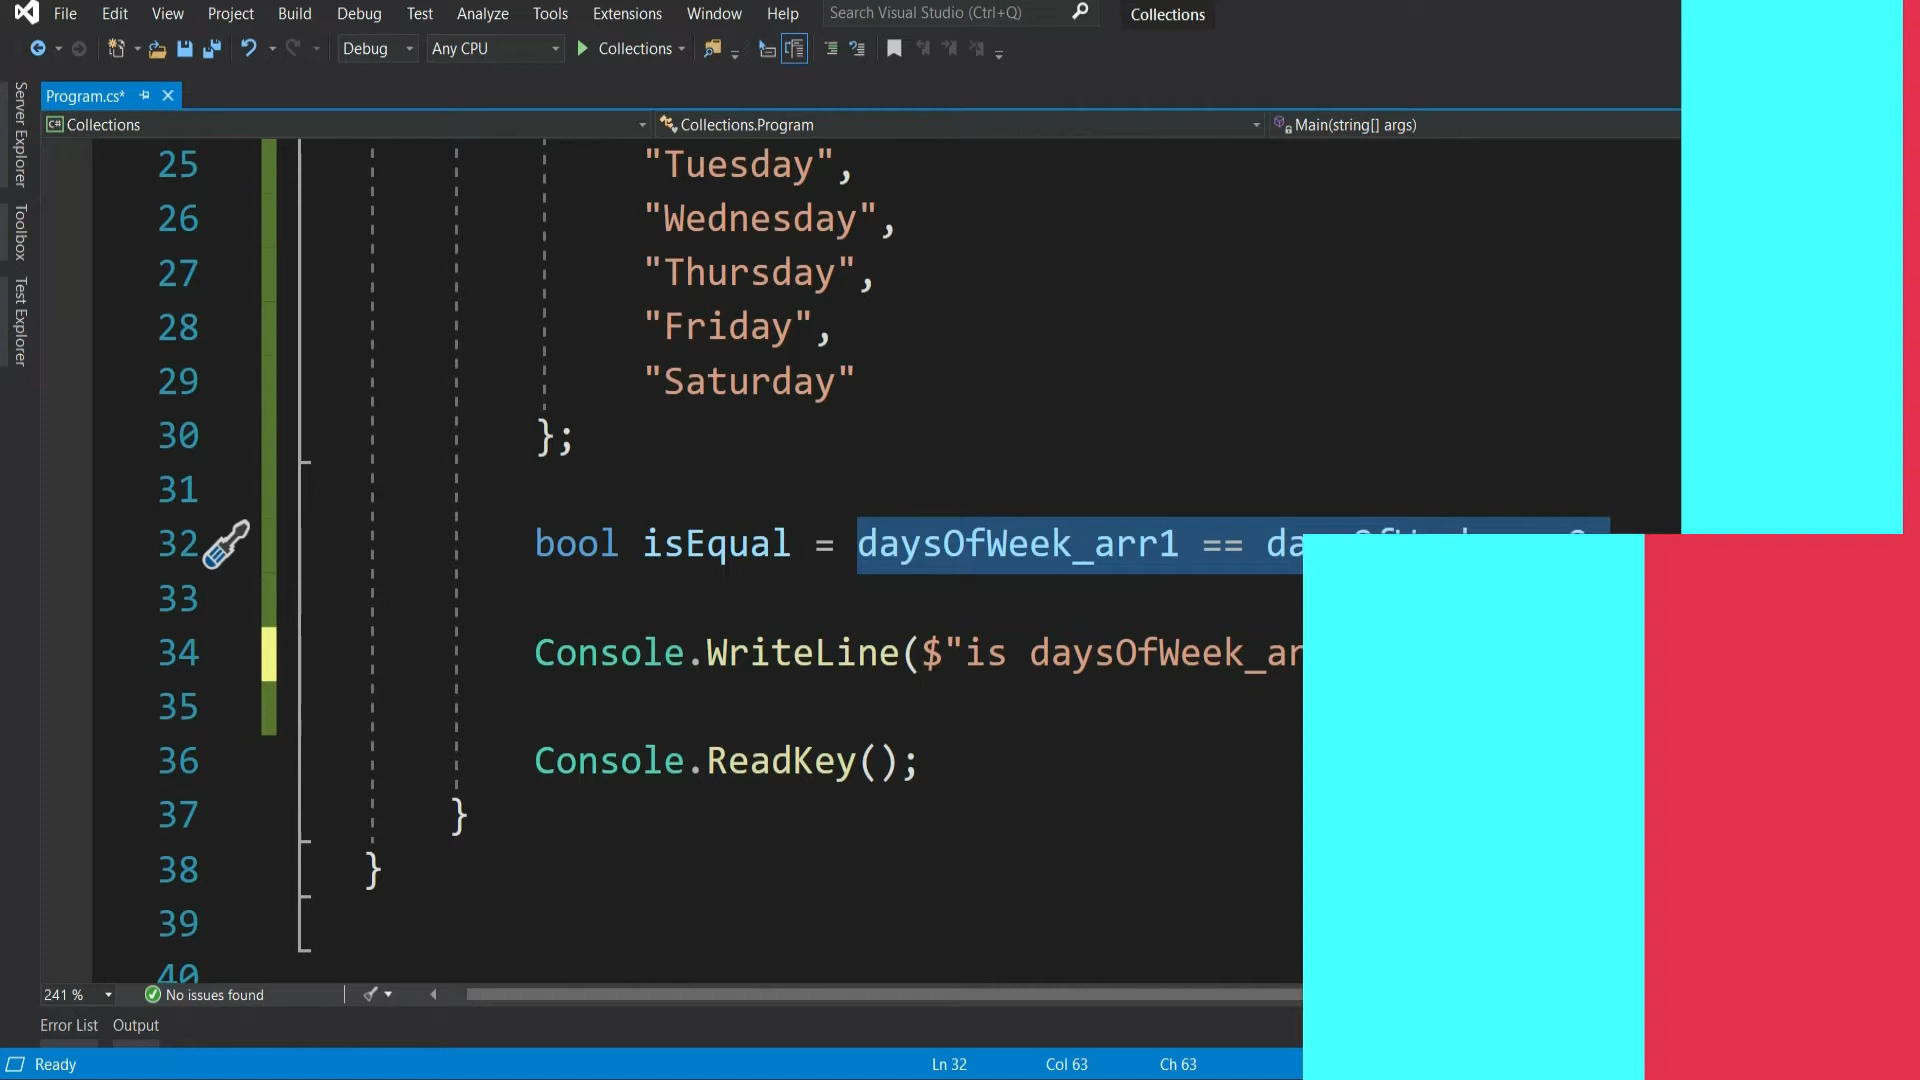 File Edit View Project Build Debug Test Analyze Tools Extensions Window Help Search Visual Studio (Ctrl+Q) Collections
Debug Any CPU Collections
Server Explorer
Toolbox
Test Explorer
Program.cs*
C# Collections Collections.Program Main(string[] args)
25 "Tuesday",
26 "Wednesday",
27 "Thursday",
28 "Friday",
29 "Saturday"
30 };
31
32 bool isEqual = daysOfWeek_arr1 == da
33
34 Console.WriteLine($"is daysOfWeek_ar
35
36 Console.ReadKey();
37 }
38 }
39
40
241 % No issues found
Error List Output
Ready Ln 32 Col 63 Ch 63